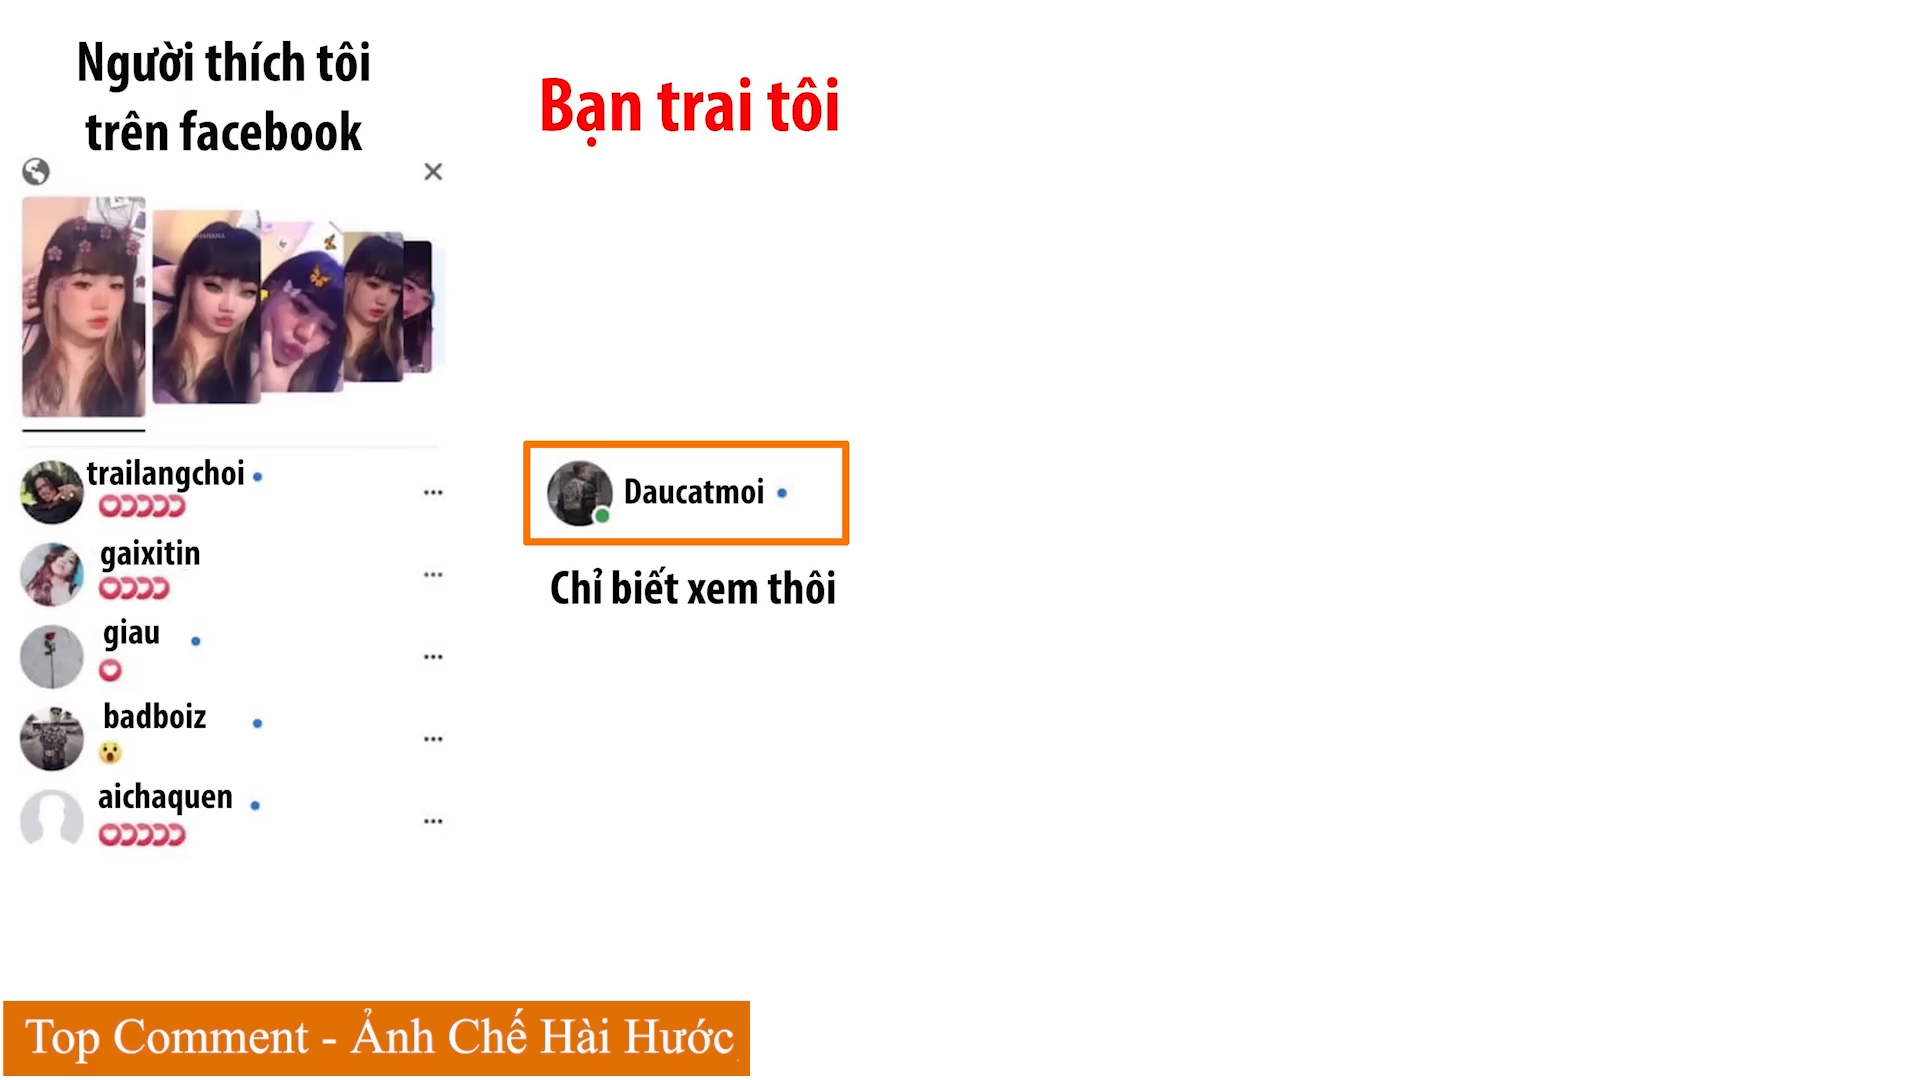 Người thích tôi
trên facebook
Bạn trai tôi
trailangchoi
gaixitin
giau
badboiz
aichaquen
Daucatmoi
Chỉ biết xem thôi
Top Comment - Ảnh Chế Hài Hước